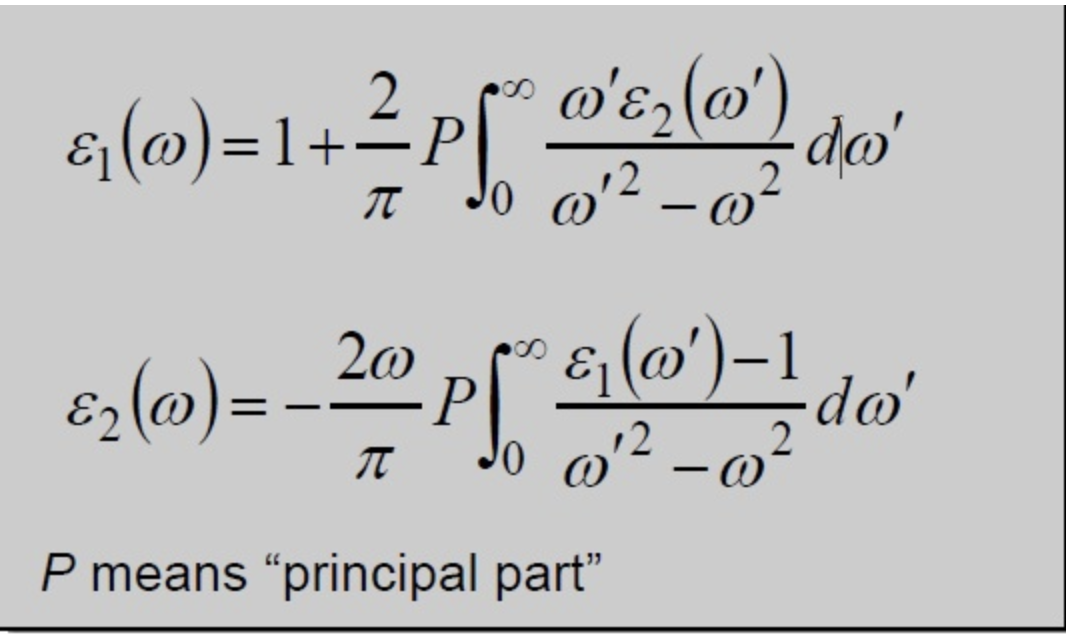 ε₁(ω) = 1 + 2/π P∫₀^∞ ω'ε₂(ω')/(ω'² − ω²) dω'
ε₂(ω) = − 2ω/π P∫₀^∞ (ε₁(ω') − 1)/(ω'² − ω²) dω'
P means “principal part”